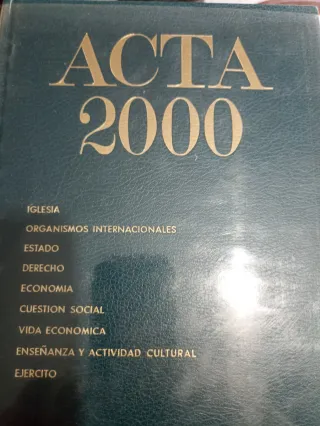 ACTA
2000
IGLESIA
ORGANISMOS INTERNACIONALES
ESTADO
DERECHO
ECONOMIA
CUESTION SOCIAL
VIDA ECONOMICA
ENSEÑANZA Y ACTIVIDAD CULTURAL
EJERCITO